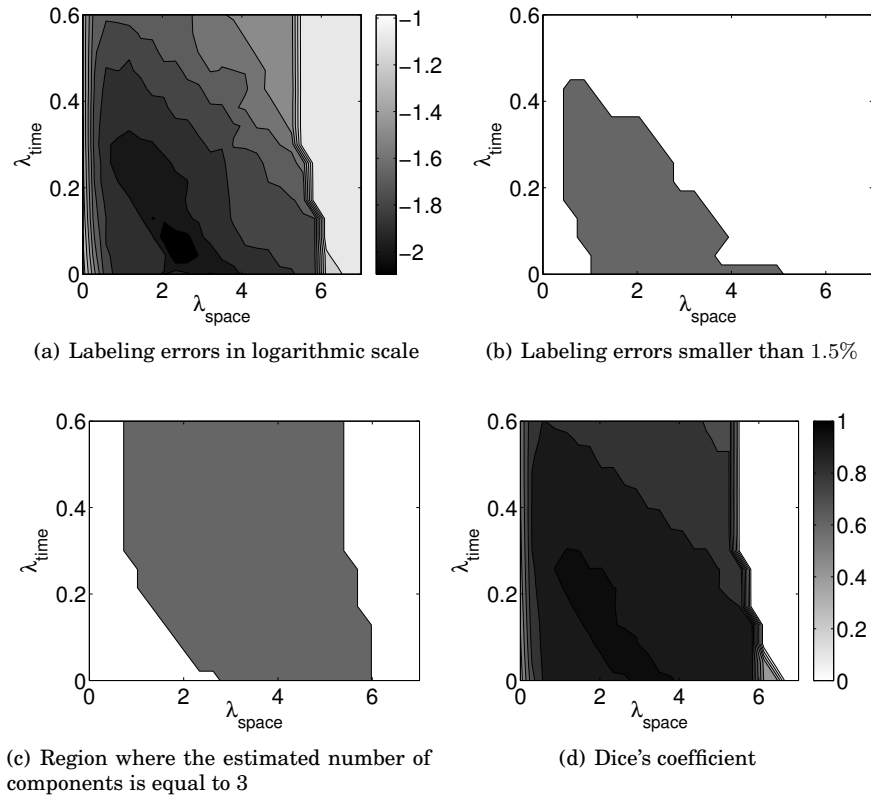 0.6
0.4
0.2
0
λtime
0 2 4 6
λspace
−1
−1.2
−1.4
−1.6
−1.8
−2
(a) Labeling errors in logarithmic scale
0.6
0.4
0.2
0
λtime
0 2 4 6
λspace
(b) Labeling errors smaller than 1.5%
0.6
0.4
0.2
0
λtime
0 2 4 6
λspace
(c) Region where the estimated number of
components is equal to 3
0.6
0.4
0.2
0
λtime
0 2 4 6
λspace
1
0.8
0.6
0.4
0.2
0
(d) Dice's coefficient